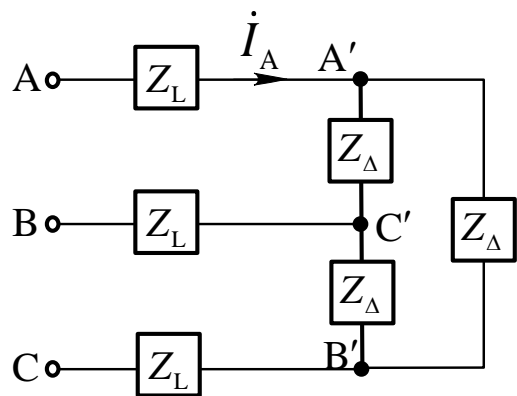 İ_A
A Z_L A′
Z_Δ
B Z_L C′ Z_Δ
Z_Δ
C Z_L B′